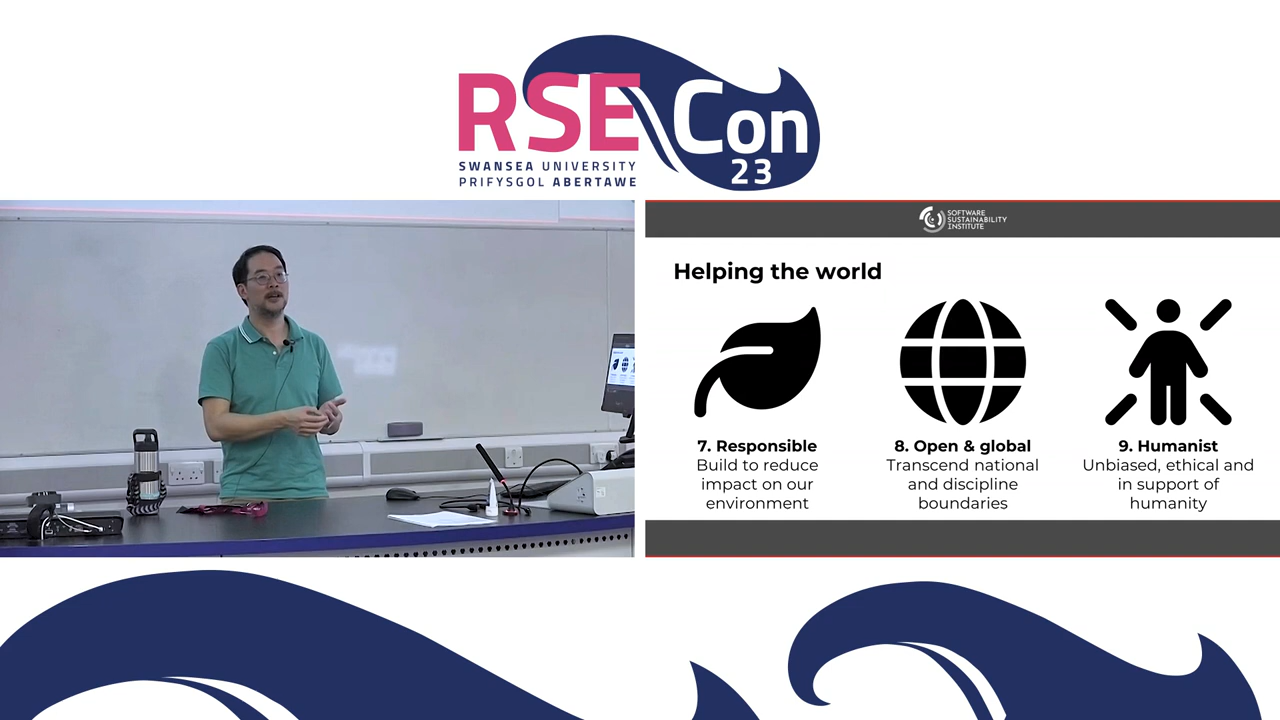 RSE Con
23
SWANSEA UNIVERSITY
PRIFYSGOL ABERTAWE
SOFTWARE
SUSTAINABILITY
INSTITUTE
Helping the world
7. Responsible
Build to reduce
impact on our
environment
8. Open & global
Transcend national
and discipline
boundaries
9. Humanist
Unbiased, ethical and
in support of
humanity